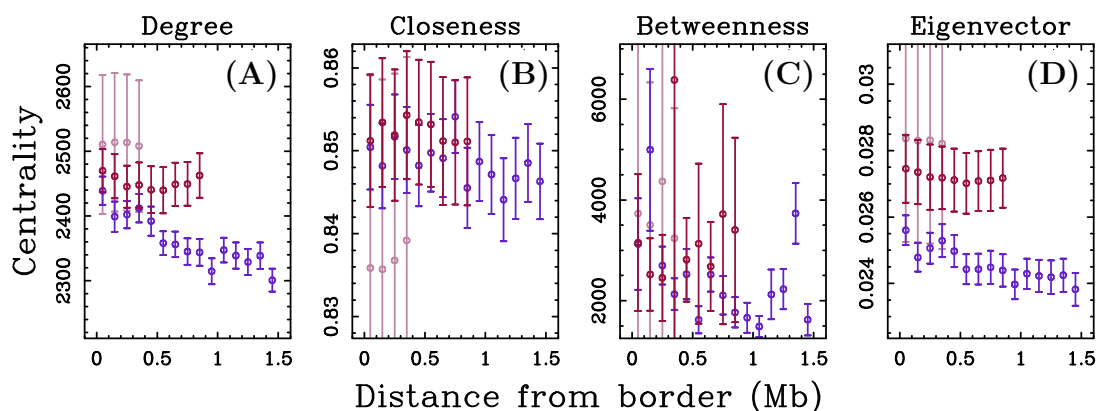 Degree Closeness Betweenness Eigenvector
(A) (B) (C) (D)
Centrality
2300 2400 2500 2600
0.83 0.84 0.85 0.86
2000 4000 6000
0.024 0.026 0.028 0.03
0 0.5 1 1.5 0 0.5 1 1.5 0 0.5 1 1.5 0 0.5 1 1.5
Distance from border (Mb)